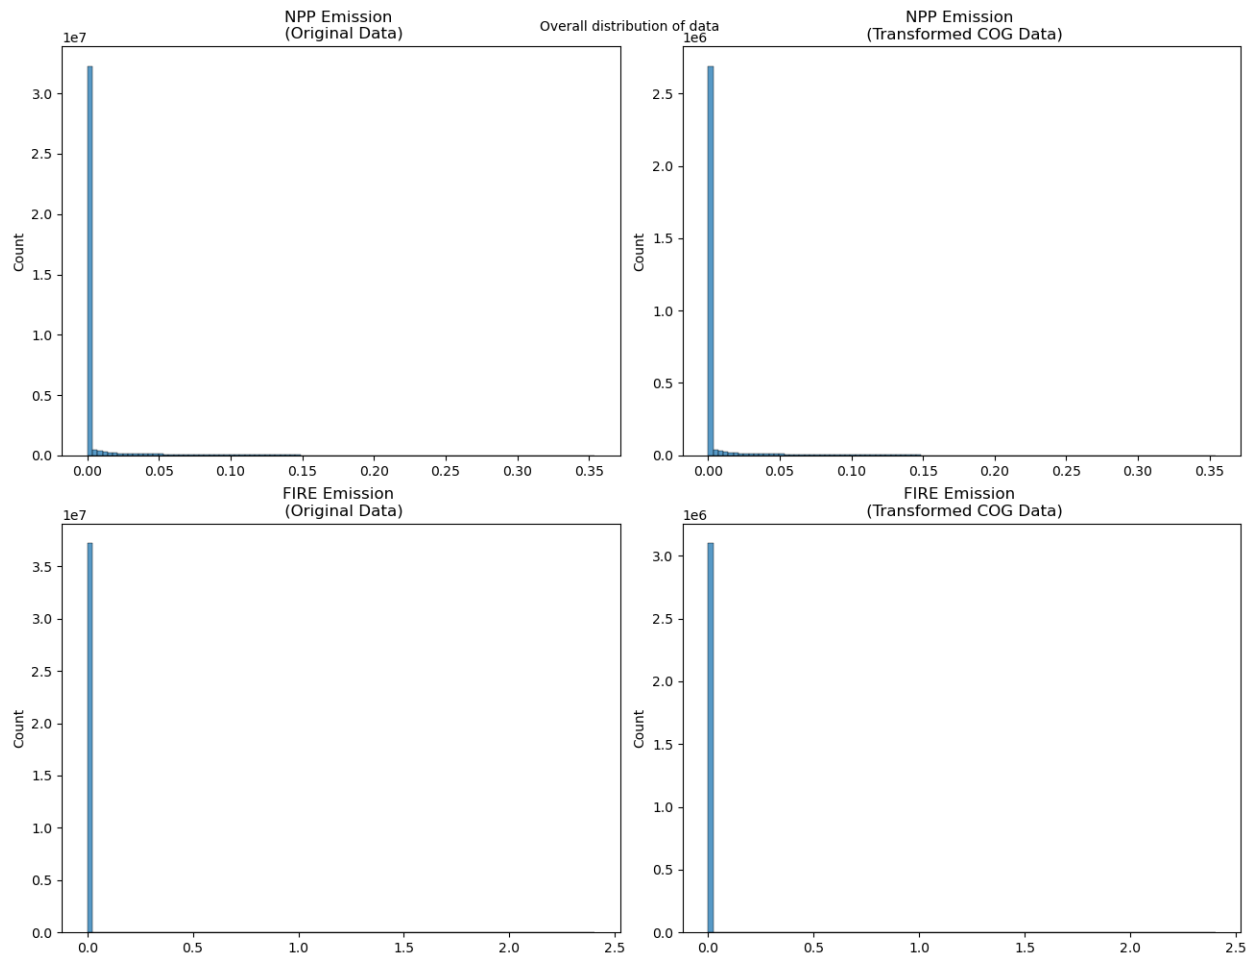 Overall distribution of data
NPP Emission
(Original Data)
1e7
Count
3.0
2.5
2.0
1.5
1.0
0.5
0.0
0.00 0.05 0.10 0.15 0.20 0.25 0.30 0.35
NPP Emission
(Transformed COG Data)
1e6
Count
2.5
2.0
1.5
1.0
0.5
0.0
0.00 0.05 0.10 0.15 0.20 0.25 0.30 0.35
FIRE Emission
(Original Data)
1e7
Count
3.5
3.0
2.5
2.0
1.5
1.0
0.5
0.0
0.0 0.5 1.0 1.5 2.0 2.5
FIRE Emission
(Transformed COG Data)
1e6
Count
3.0
2.5
2.0
1.5
1.0
0.5
0.0
0.0 0.5 1.0 1.5 2.0 2.5